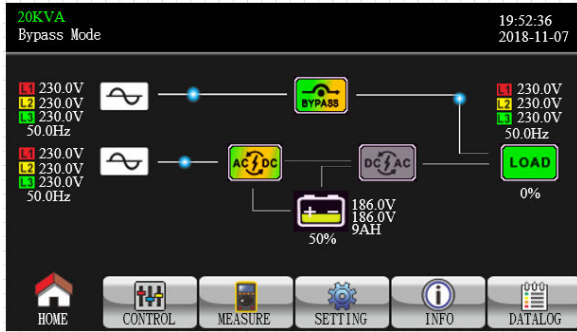 20KVA
Bypass Mode
19:52:36
2018-11-07
L1 230.0V
L2 230.0V
L3 230.0V
50.0Hz
BYPASS
L1 230.0V
L2 230.0V
L3 230.0V
50.0Hz
L1 230.0V
L2 230.0V
L3 230.0V
50.0Hz
AC DC
DC AC
LOAD
0%
186.0V
186.0V
9AH
50%
HOME
CONTROL
MEASURE
SETTING
INFO
DATALOG